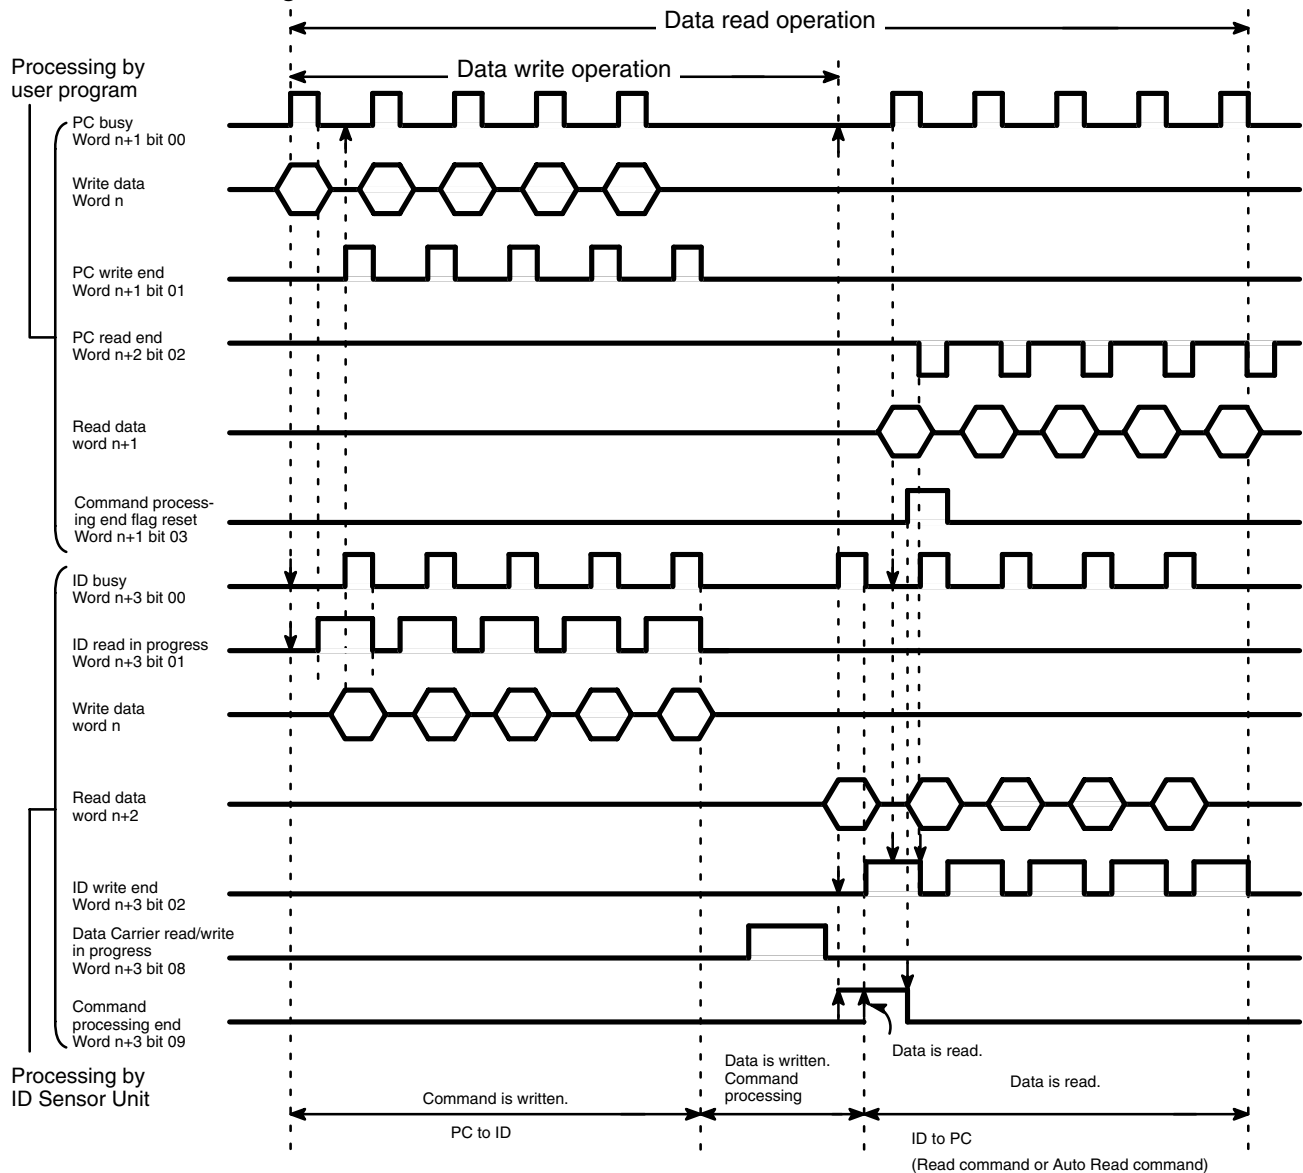 Data read operation
Data write operation
Processing by
user program
PC busy
Word n+1 bit 00
Write data
Word n
PC write end
Word n+1 bit 01
PC read end
Word n+2 bit 02
Read data
word n+1
Command process-
ing end flag reset
Word n+1 bit 03
ID busy
Word n+3 bit 00
ID read in progress
Word n+3 bit 01
Write data
word n
Read data
word n+2
ID write end
Word n+3 bit 02
Data Carrier read/write
in progress
Word n+3 bit 08
Command
processing end
Word n+3 bit 09
Processing by
ID Sensor Unit
Data is read.
Data is written.
Command
processing
Data is read.
Command is written.
PC to ID
ID to PC
(Read command or Auto Read command)